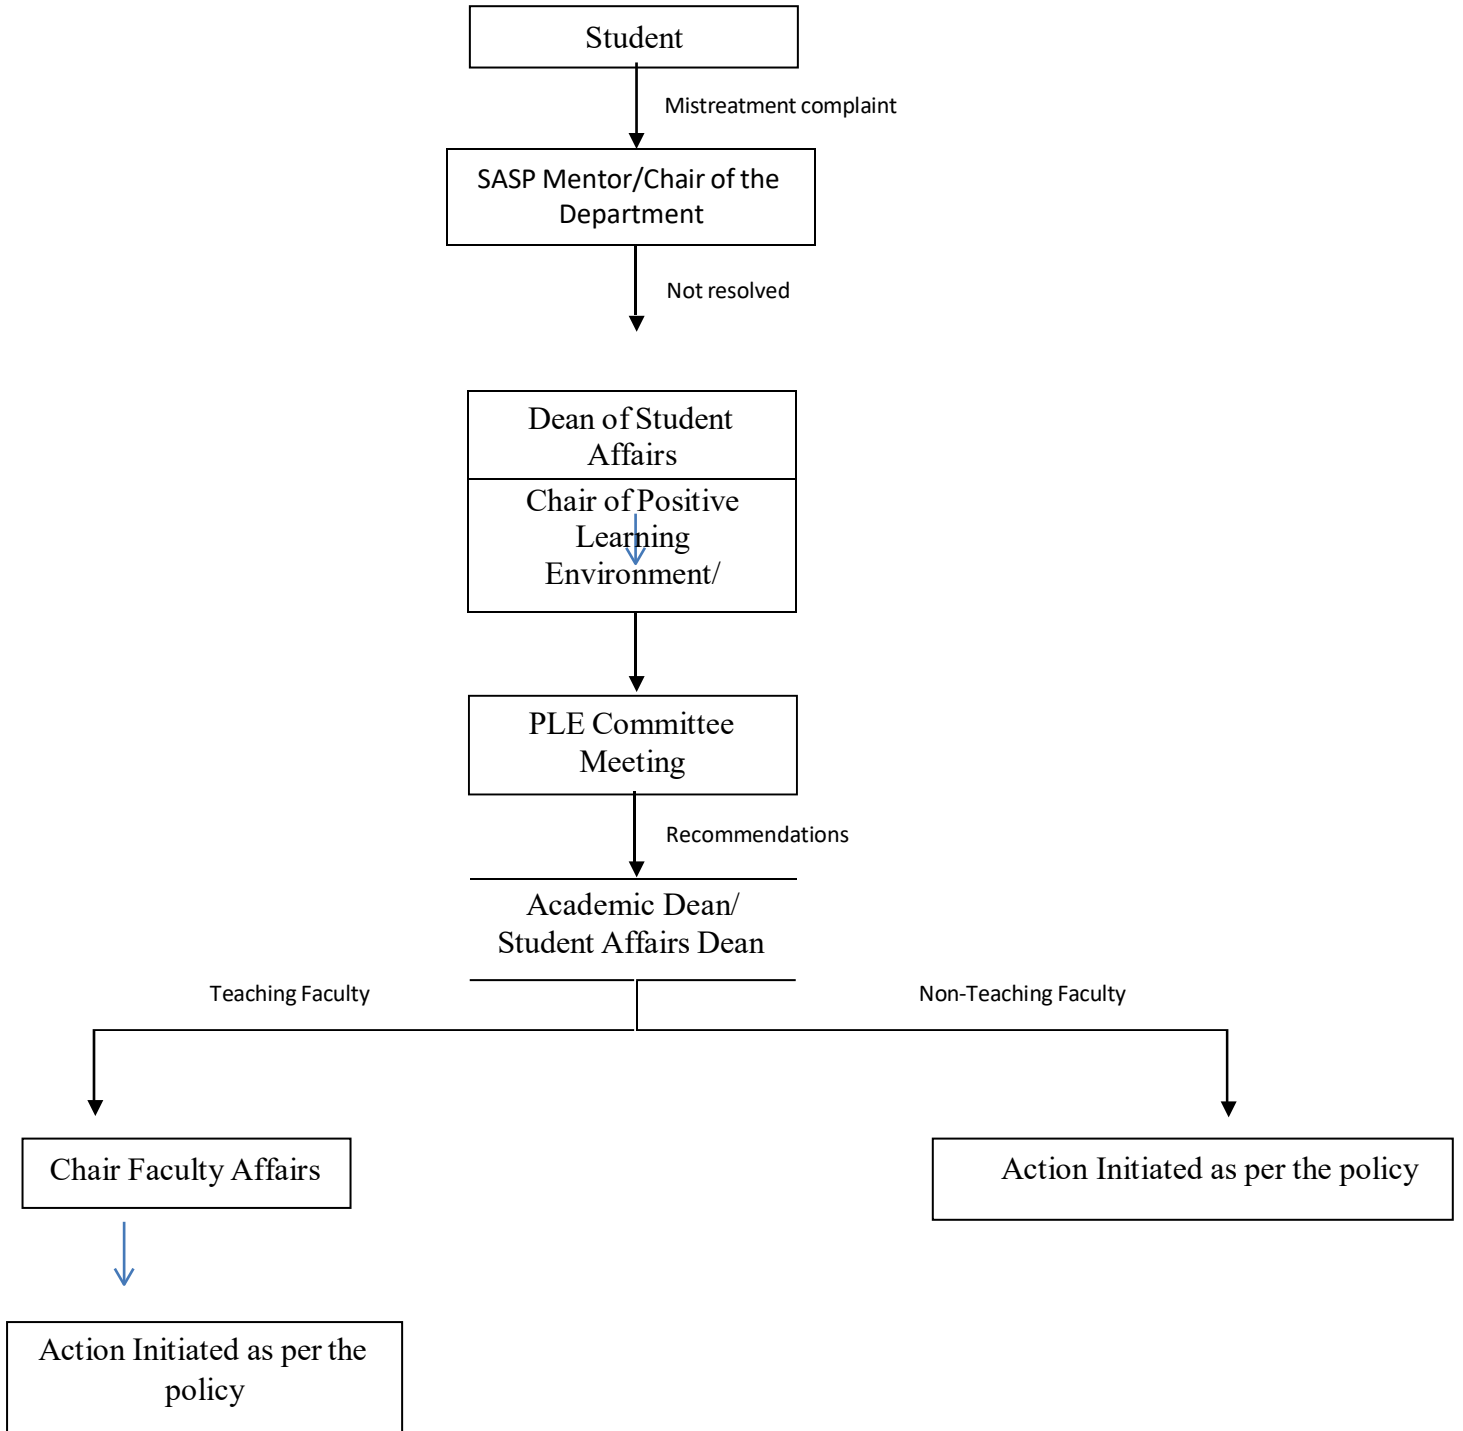 Student
Mistreatment complaint
SASP Mentor/Chair of the
Department
Not resolved
Dean of Student
Affairs
Chair of Positive
Learning
Environment/
PLE Committee
Meeting
Recommendations
Academic Dean/
Student Affairs Dean
Teaching Faculty
Non-Teaching Faculty
Chair Faculty Affairs
Action Initiated as per the policy
Action Initiated as per the
policy